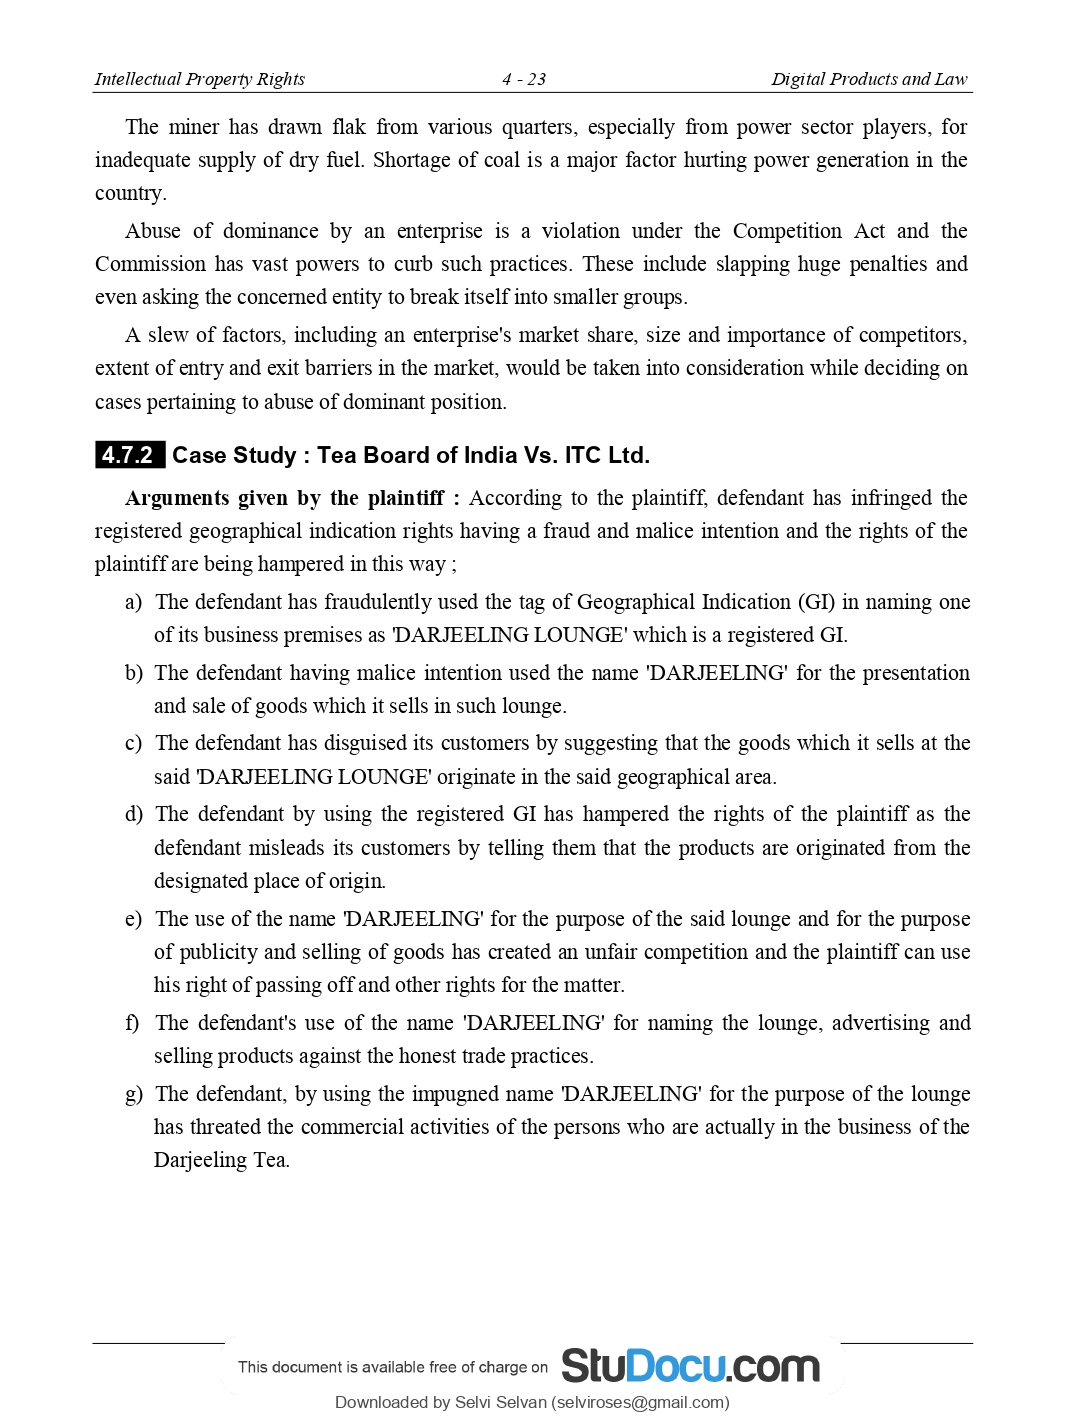 Intellectual Property Rights 4 - 23 Digital Products and Law
The miner has drawn flak from various quarters, especially from power sector players, for
inadequate supply of dry fuel. Shortage of coal is a major factor hurting power generation in the
country.
Abuse of dominance by an enterprise is a violation under the Competition Act and the
Commission has vast powers to curb such practices. These include slapping huge penalties and
even asking the concerned entity to break itself into smaller groups.
A slew of factors, including an enterprise's market share, size and importance of competitors,
extent of entry and exit barriers in the market, would be taken into consideration while deciding on
cases pertaining to abuse of dominant position.
4.7.2 Case Study : Tea Board of India Vs. ITC Ltd.
Arguments given by the plaintiff : According to the plaintiff, defendant has infringed the
registered geographical indication rights having a fraud and malice intention and the rights of the
plaintiff are being hampered in this way ;
a) The defendant has fraudulently used the tag of Geographical Indication (GI) in naming one
of its business premises as 'DARJEELING LOUNGE' which is a registered GI.
b) The defendant having malice intention used the name 'DARJEELING' for the presentation
and sale of goods which it sells in such lounge.
c) The defendant has disguised its customers by suggesting that the goods which it sells at the
said 'DARJEELING LOUNGE' originate in the said geographical area.
d) The defendant by using the registered GI has hampered the rights of the plaintiff as the
defendant misleads its customers by telling them that the products are originated from the
designated place of origin.
e) The use of the name 'DARJEELING' for the purpose of the said lounge and for the purpose
of publicity and selling of goods has created an unfair competition and the plaintiff can use
his right of passing off and other rights for the matter.
f) The defendant's use of the name 'DARJEELING' for naming the lounge, advertising and
selling products against the honest trade practices.
g) The defendant, by using the impugned name 'DARJEELING' for the purpose of the lounge
has threated the commercial activities of the persons who are actually in the business of the
Darjeeling Tea.
This document is available free of charge on StuDocu.com
Downloaded by Selvi Selvan (selviroses@gmail.com)